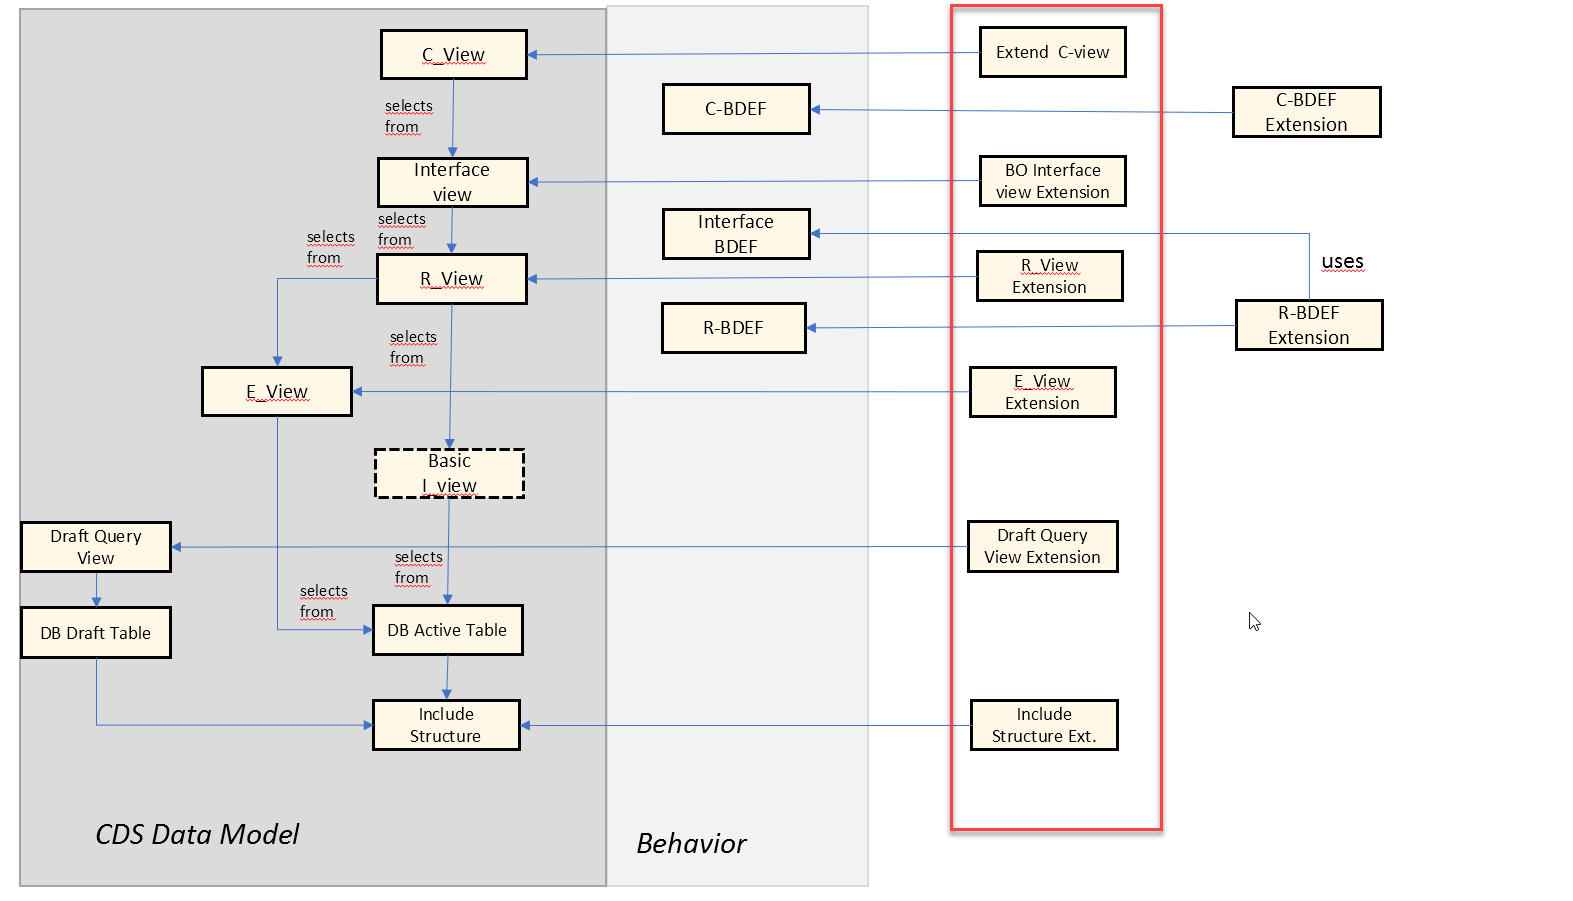 C_View
Extend  C-view
selects
from
C-BDEF
C-BDEF
Extension
Interface
view
BO Interface
view Extension
selects
from
Interface
BDEF
selects
from
uses
R_View
R_View
Extension
R-BDEF
R-BDEF
Extension
selects
from
E_View
E_View
Extension
Basic
I_view
Draft Query
View
Draft Query
View Extension
selects
from
selects
from
DB Draft Table
DB Active Table
Include
Structure
Include
Structure Ext.
CDS Data Model
Behavior